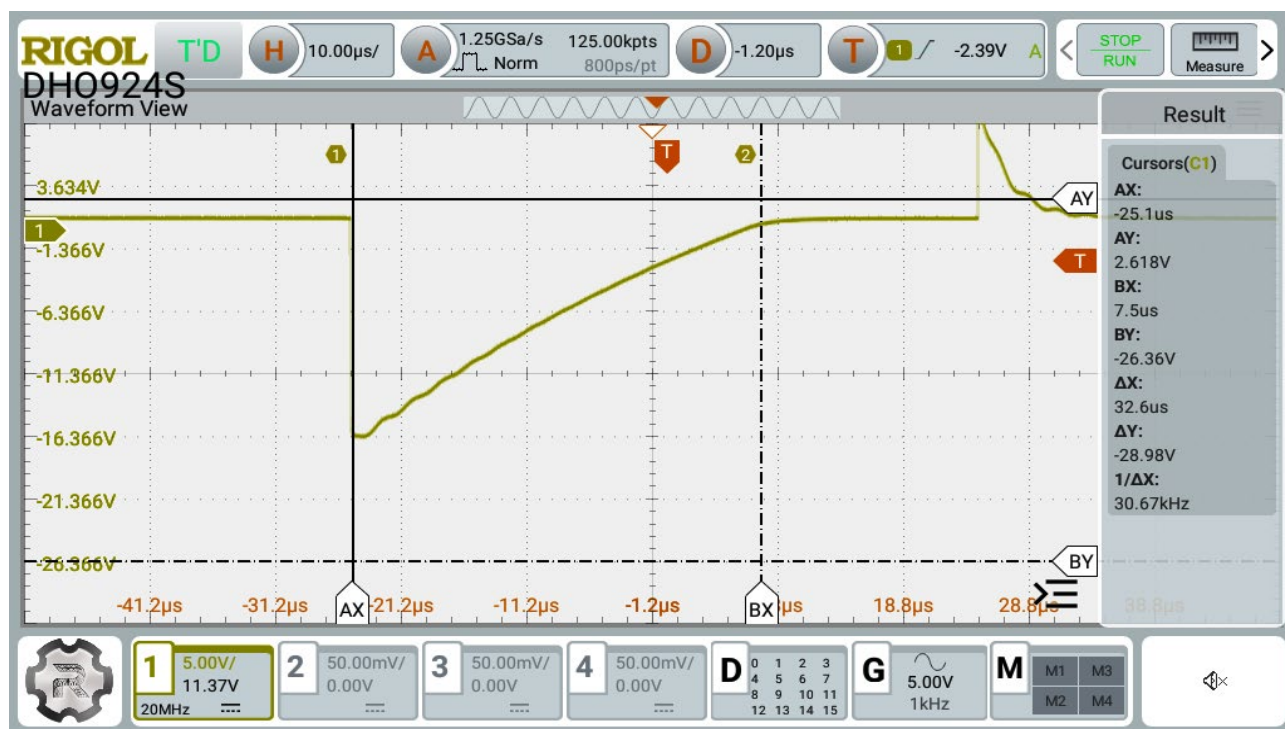 RIGOL T'D H 10.00µs/ A 1.25GSa/s 125.00kpts D -1.20µs T 1 -2.39V A < STOP >
Norm 800ps/pt RUN Measure
DHO924S
Waveform View
Result
T
1 2
Cursors(C1)
3.634V
AX:
AY
-25.1us
1
AY:
-1.366V
T
2.618V
BX:
7.5us
-6.366V
BY:
-26.36V
-11.366V
ΔX:
32.6us
-16.366V
ΔY:
-28.98V
1/ΔX:
-21.366V
30.67kHz
-26.366V
BY
-41.2µs -31.2µs AX -21.2µs -11.2µs -1.2µs BX µs 18.8µs 28.8µs 38.8µs
1 5.00V/ 2 50.00mV/ 3 50.00mV/ 4 50.00mV/ D 0 1 2 3 G 5.00V M M1 M3
11.37V 0.00V 0.00V 0.00V 4 5 6 7 1kHz M2 M4
20MHz 8 9 10 11
12 13 14 15
R